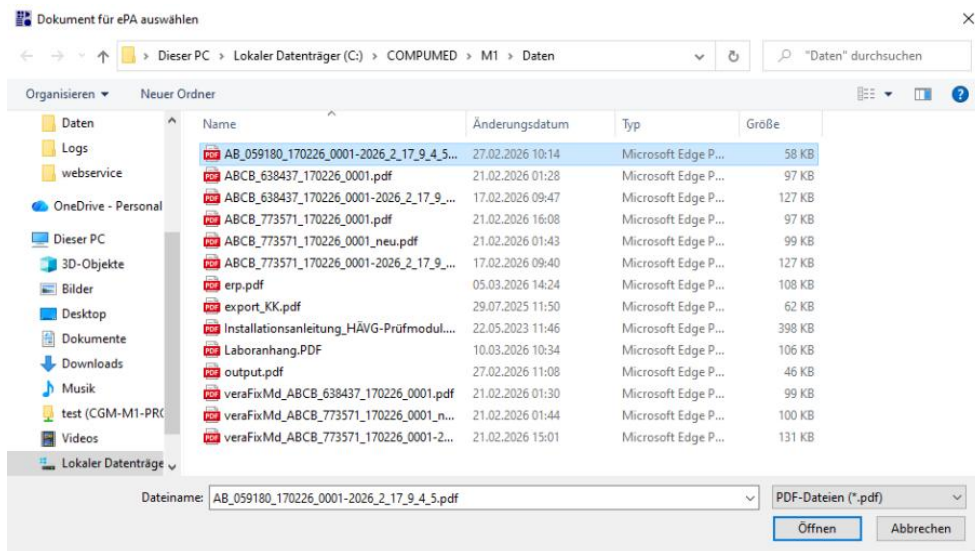 Dokument für ePA auswählen
Dieser PC > Lokaler Datenträger (C:) > COMPUMED > M1 > Daten
"Daten" durchsuchen
Organisieren
Neuer Ordner
Daten
Logs
webservice
OneDrive - Personal
Dieser PC
3D-Objekte
Bilder
Desktop
Dokumente
Downloads
Musik
test (CGM-M1-PRO
Videos
Lokaler Datenträge
Name Änderungsdatum Typ Größe
AB_059180_170226_0001-2026_2_17_9_4_5... 27.02.2026 10:14 Microsoft Edge P... 58 KB
ABCB_638437_170226_0001.pdf 21.02.2026 01:28 Microsoft Edge P... 97 KB
ABCB_638437_170226_0001-2026_2_17_9_... 17.02.2026 09:47 Microsoft Edge P... 127 KB
ABCB_773571_170226_0001.pdf 21.02.2026 16:08 Microsoft Edge P... 97 KB
ABCB_773571_170226_0001_neu.pdf 21.02.2026 01:43 Microsoft Edge P... 99 KB
ABCB_773571_170226_0001-2026_2_17_9_... 17.02.2026 09:40 Microsoft Edge P... 127 KB
erp.pdf 05.03.2026 14:24 Microsoft Edge P... 108 KB
export_KK.pdf 29.07.2025 11:50 Microsoft Edge P... 62 KB
Installationsanleitung_HÄVG-Prüfmodul.... 22.05.2023 11:46 Microsoft Edge P... 398 KB
Laboranhang.PDF 10.03.2026 10:34 Microsoft Edge P... 106 KB
output.pdf 27.02.2026 11:08 Microsoft Edge P... 46 KB
veraFixMd_ABCB_638437_170226_0001.pdf 21.02.2026 01:30 Microsoft Edge P... 99 KB
veraFixMd_ABCB_773571_170226_0001_n... 21.02.2026 01:44 Microsoft Edge P... 100 KB
veraFixMd_ABCB_773571_170226_0001-2... 21.02.2026 15:01 Microsoft Edge P... 131 KB
Dateiname: AB_059180_170226_0001-2026_2_17_9_4_5.pdf
PDF-Dateien (*.pdf)
Öffnen
Abbrechen